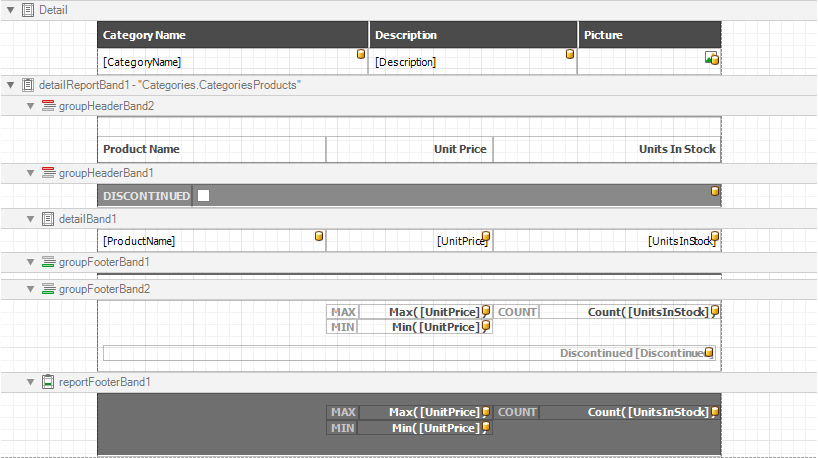 Detail
Category Name Description Picture
[CategoryName] [Description]
detailReportBand1 - "Categories.CategoriesProducts"
groupHeaderBand2
Product Name Unit Price Units In Stock
groupHeaderBand1
DISCONTINUED
detailBand1
[ProductName] [UnitPrice] [UnitsInStock]
groupFooterBand1
groupFooterBand2
MAX Max([UnitPrice] COUNT Count([UnitsInStock]
MIN Min([UnitPrice]
Discontinued [Discontinued]
reportFooterBand1
MAX Max([UnitPrice] COUNT Count([UnitsInStock]
MIN Min([UnitPrice]